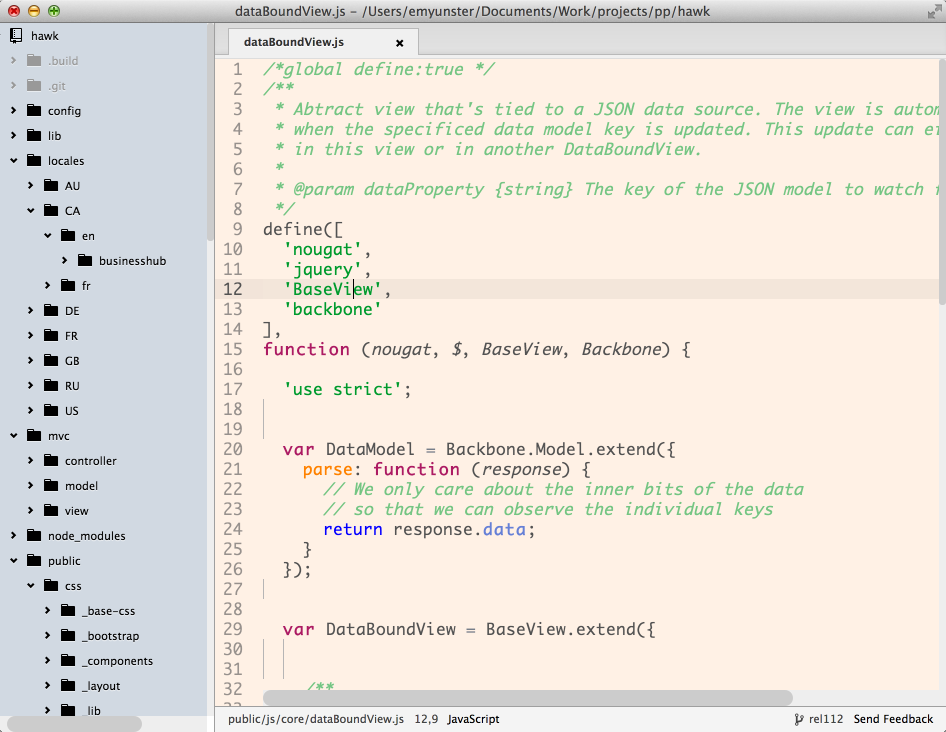 dataBoundView.js – /Users/emyunster/Documents/Work/projects/pp/hawk
hawk
.build
.git
config
lib
locales
AU
CA
en
businesshub
fr
DE
FR
GB
RU
US
mvc
controller
model
view
node_modules
public
css
_base-css
_bootstrap
_components
_layout
_lib
dataBoundView.js
1 /*global define:true */
2 /**
3 * Abtract view that's tied to a JSON data source. The view is autom
4 * when the specificed data model key is updated. This update can ei
5 * in this view or in another DataBoundView.
6 *
7 * @param dataProperty {string} The key of the JSON model to watch
8 */
9 define([
10 'nougat',
11 'jquery',
12 'BaseView',
13 'backbone'
14 ],
15 function (nougat, $, BaseView, Backbone) {
16
17 'use strict';
18
19
20 var DataModel = Backbone.Model.extend({
21 parse: function (response) {
22 // We only care about the inner bits of the data
23 // so that we can observe the individual keys
24 return response.data;
25 }
26 });
27
28
29 var DataBoundView = BaseView.extend({
30
31
32 /**
public/js/core/dataBoundView.js 12,9 JavaScript
rel112 Send Feedback